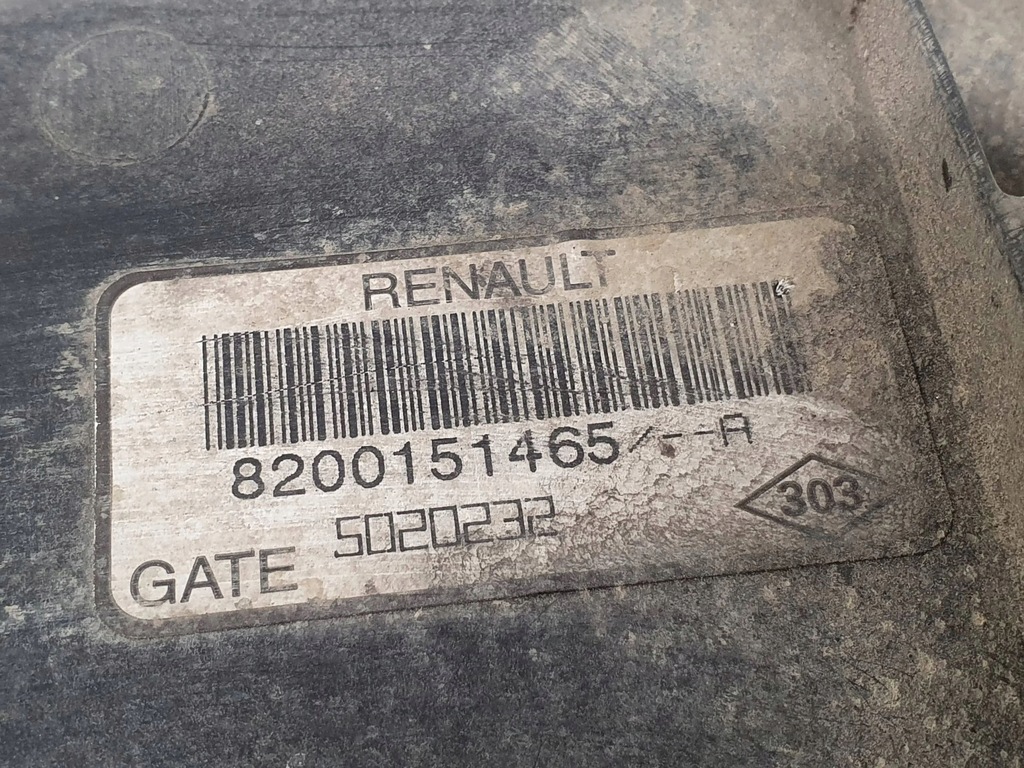 RENAULT
8200151465/--A
5020232
303
GATE